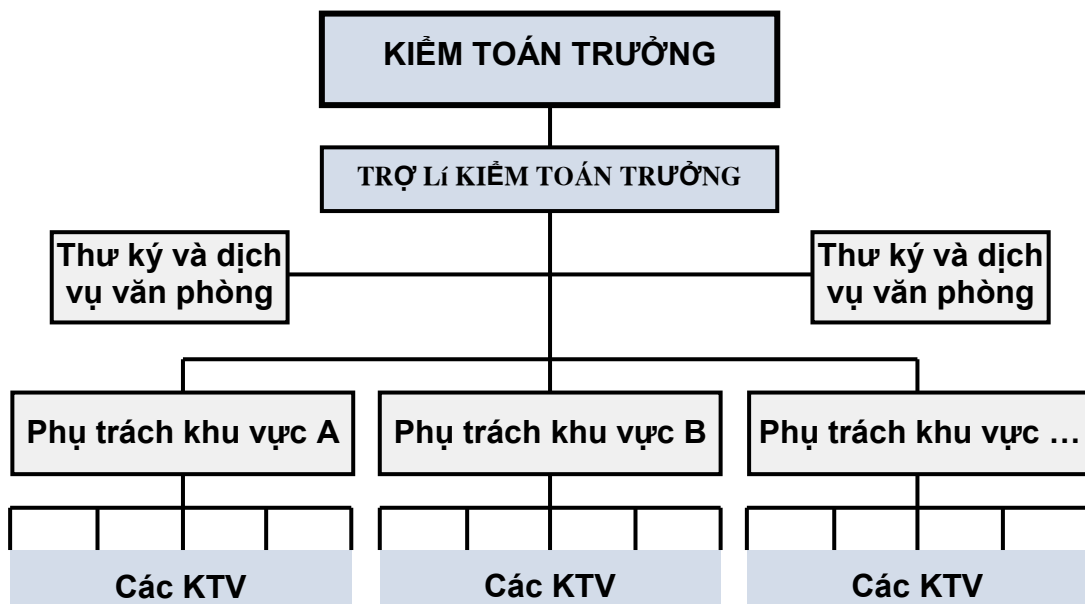 KIỂM TOÁN TRƯỞNG
TRỢ Lí KIỂM TOÁN TRƯỞNG
Thư ký và dịch
vụ văn phòng
Thư ký và dịch
vụ văn phòng
Phụ trách khu vực A
Phụ trách khu vực B
Phụ trách khu vực …
Các KTV
Các KTV
Các KTV